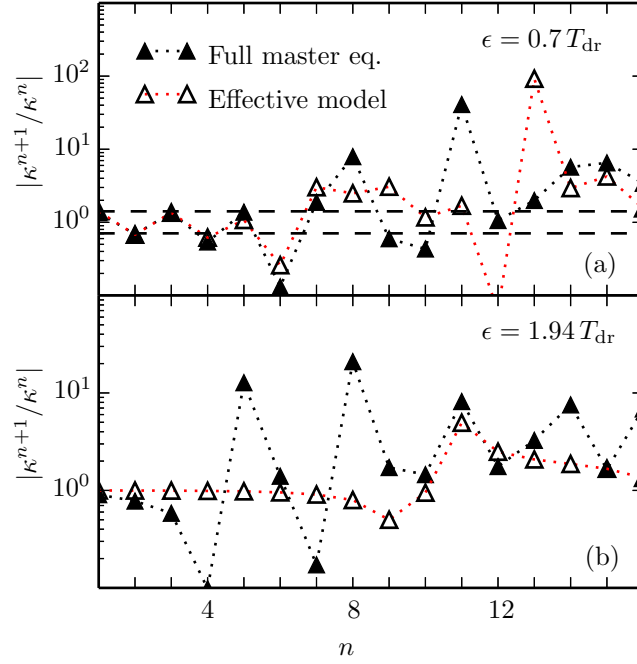 ϵ = 0.7 T_dr
Full master eq.
Effective model
10^2
10^1
10^0
|κ^{n+1}/κ^n|
(a)
ϵ = 1.94 T_dr
10^1
10^0
|κ^{n+1}/κ^n|
(b)
4 8 12
n